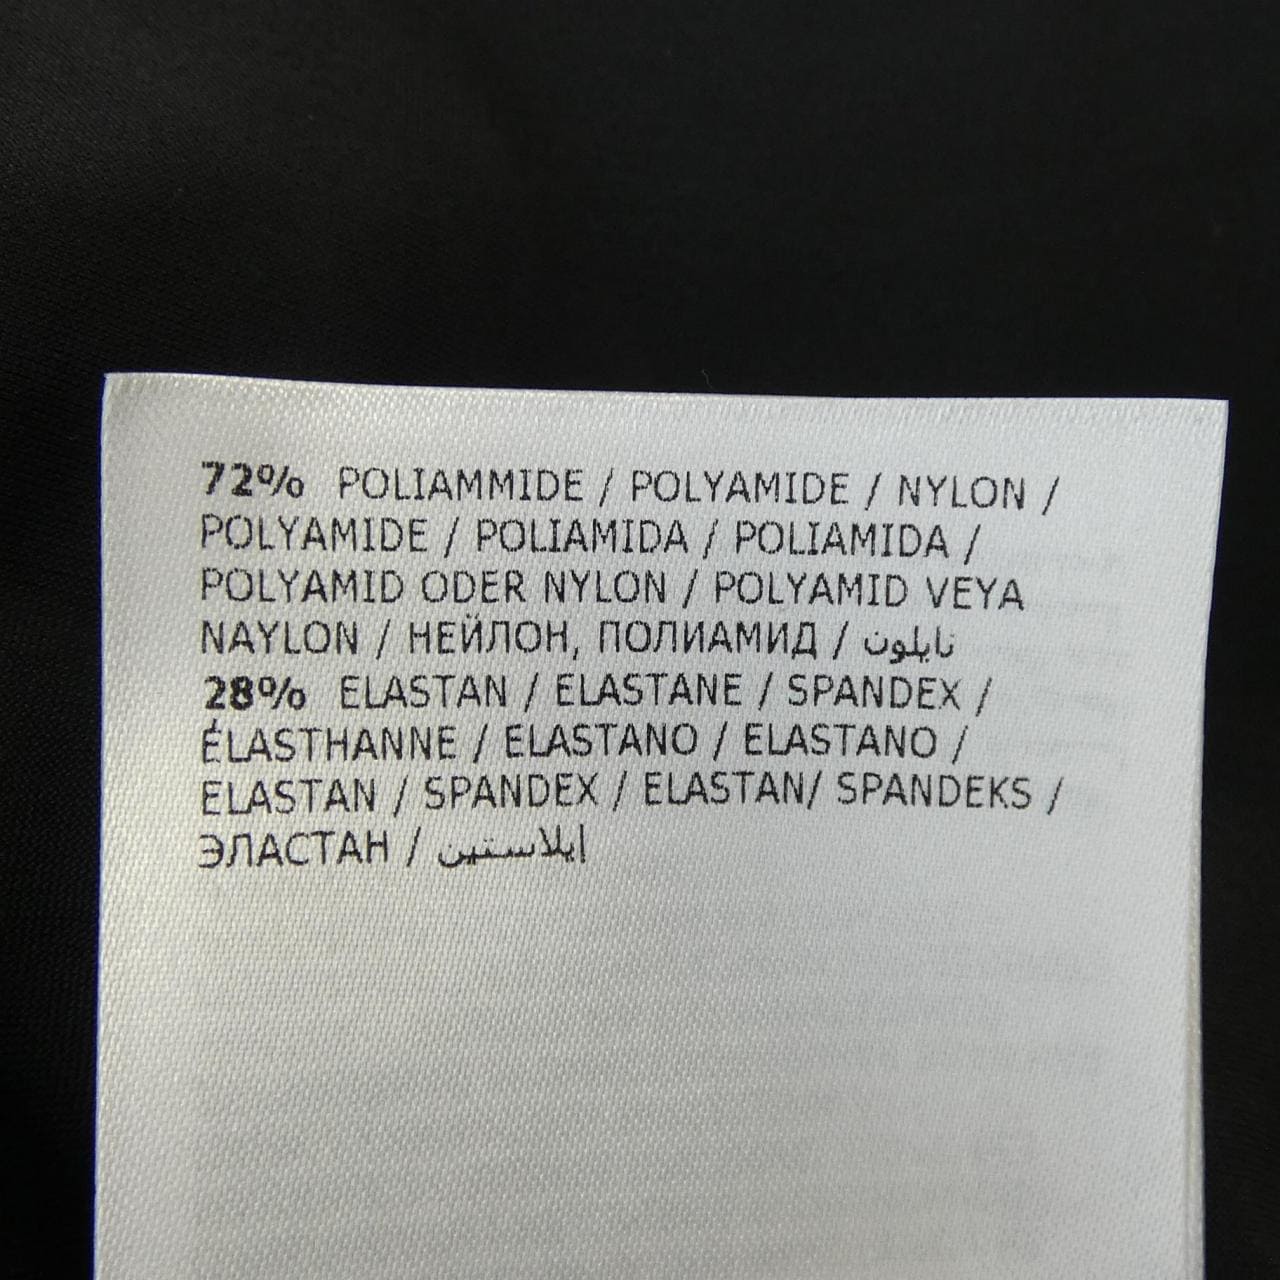 72% POLIAMMIDE / POLYAMIDE / NYLON /
POLYAMIDE / POLIAMIDA / POLIAMIDA /
POLYAMID ODER NYLON / POLYAMID VEYA
NAYLON / НЕЙЛОН, ПОЛИАМИД / نايلون
28% ELASTAN / ELASTANE / SPANDEX /
ÉLASTHANNE / ELASTANO / ELASTANO /
ELASTAN / SPANDEX / ELASTAN/ SPANDEKS /
ЭЛАСТАН / ايلاستين